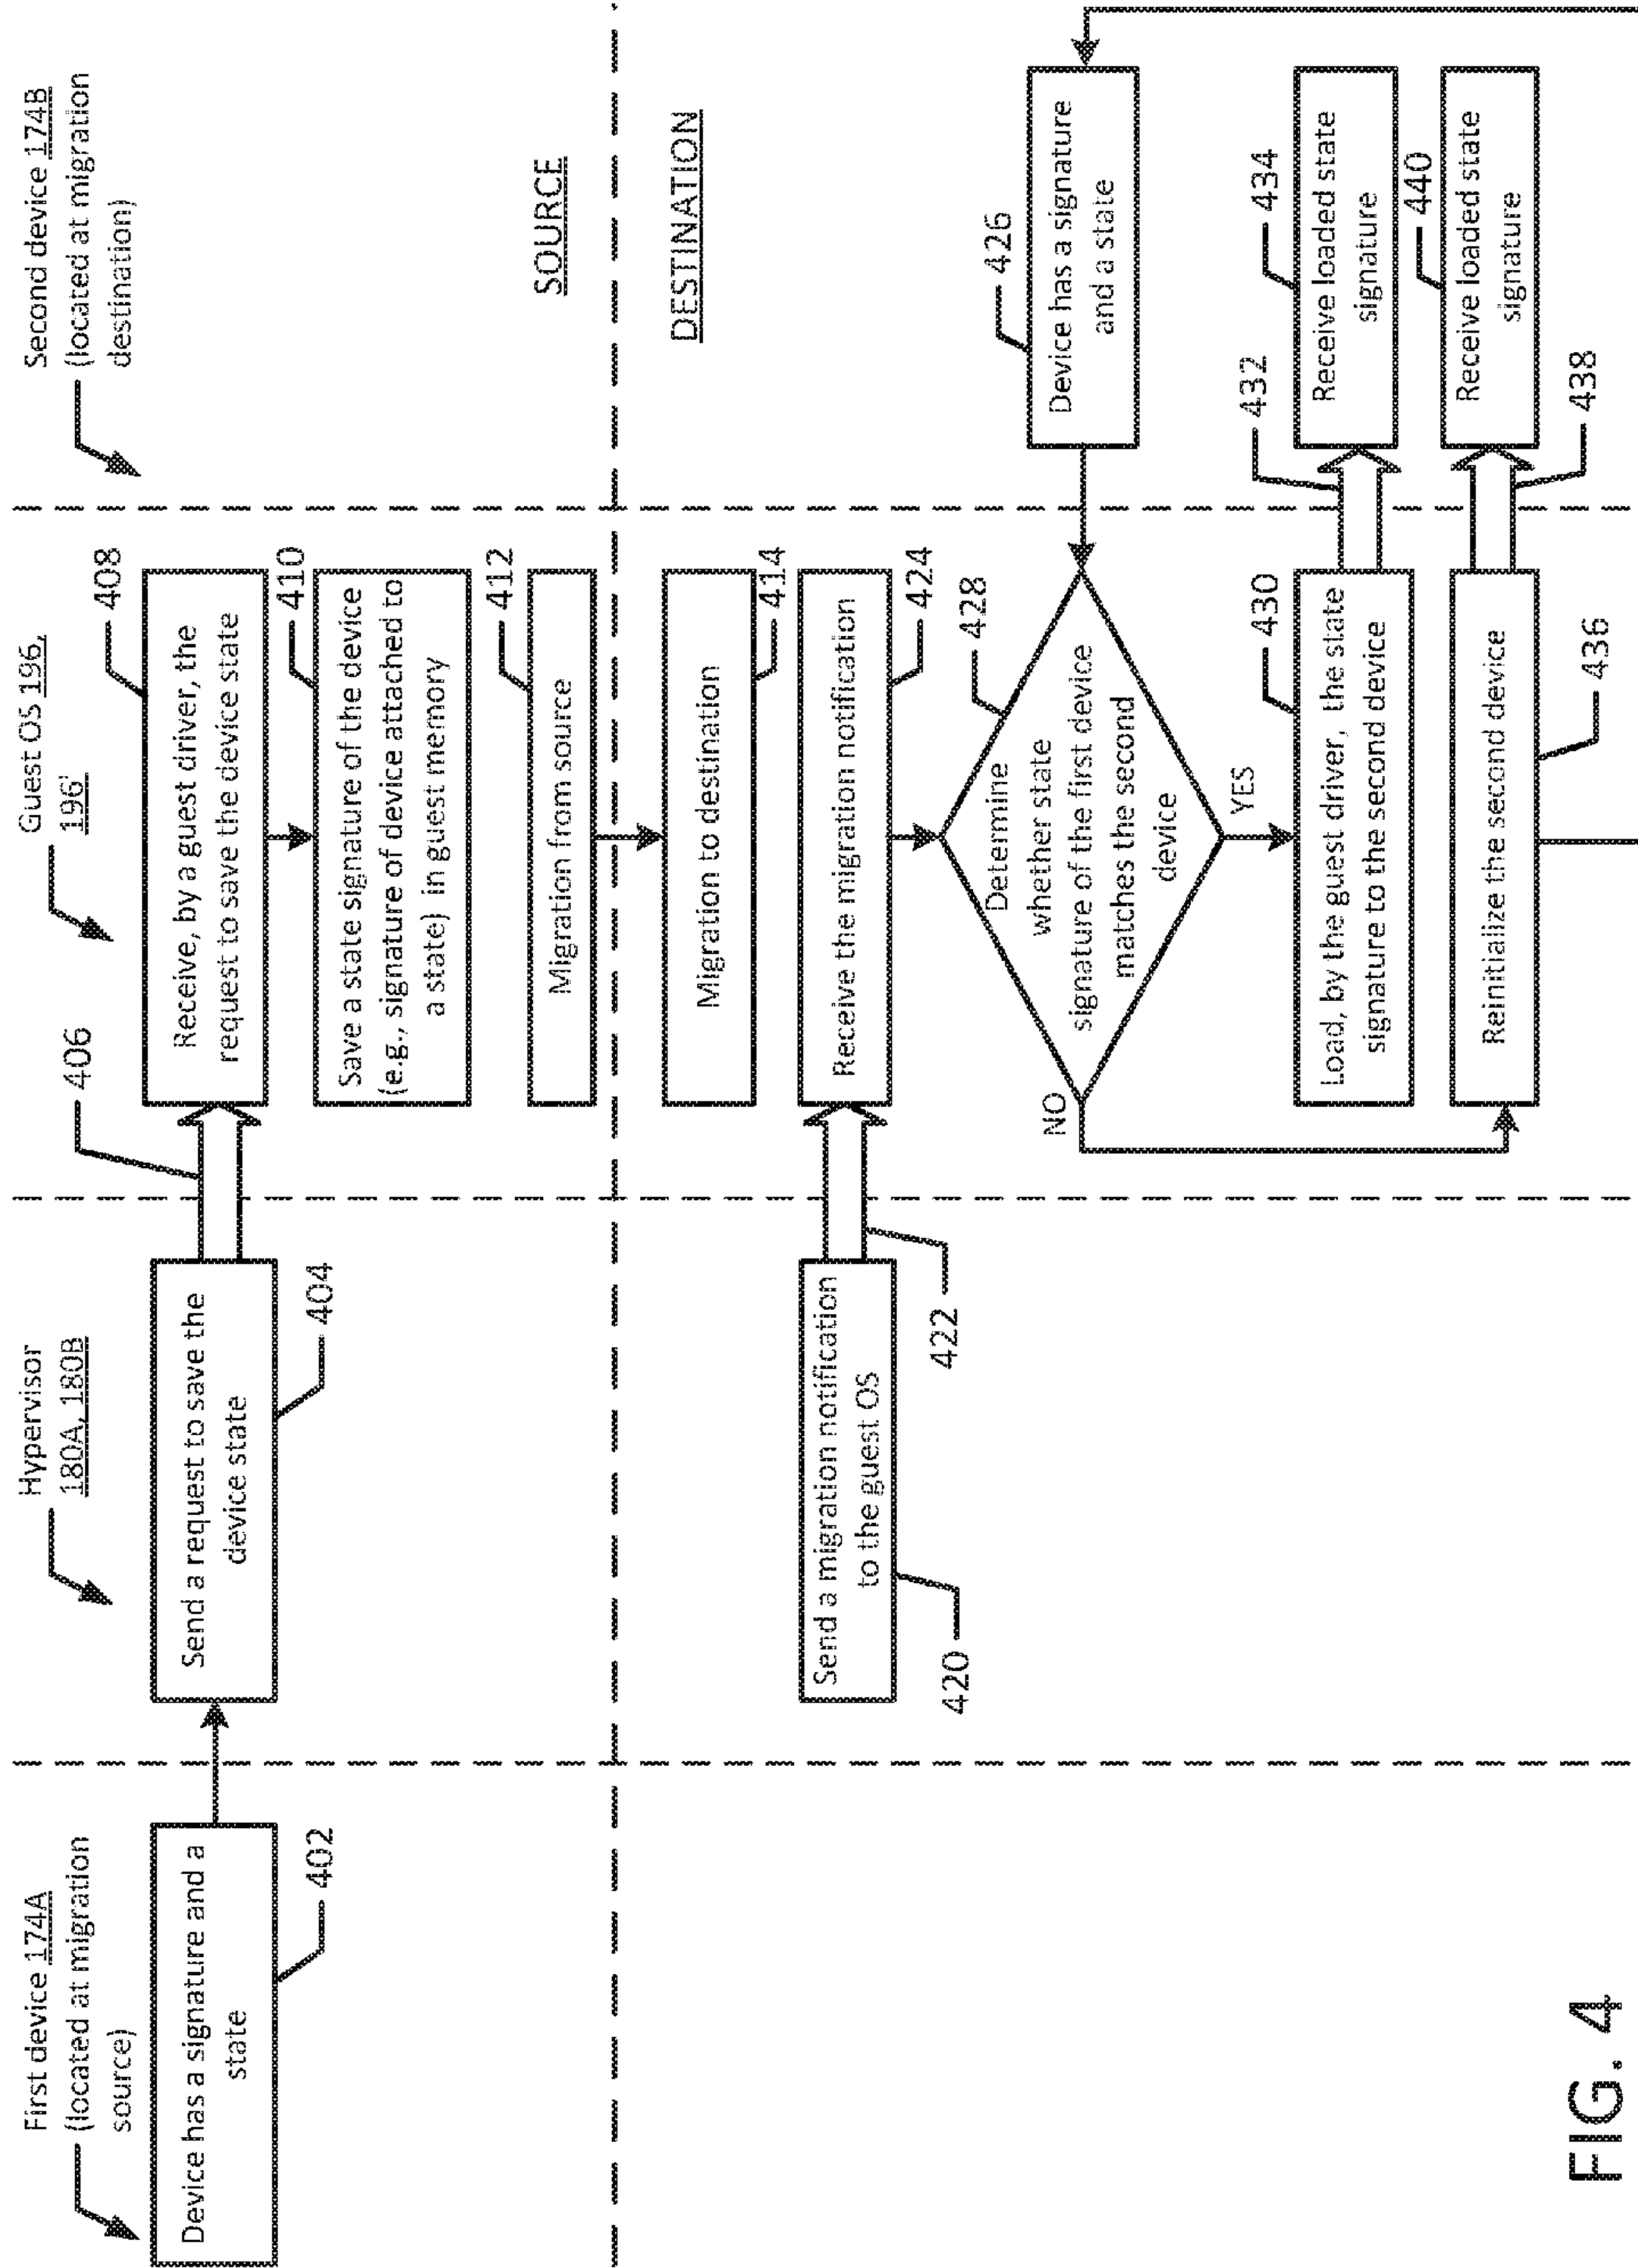 First device 174A
(located at migration
source)
Hypervisor
180A, 180B
Guest OS 196,
196'
Second device 174B
(located at migration
destination)
Device has a signature and a
state
402
Send a request to save the
device state
404
406
Receive, by a guest driver, the
request to save the device state
408
Save a state signature of the device
(e.g., signature of device attached to
a state) in guest memory
410
Migration from source
412
SOURCE
DESTINATION
Migration to destination
414
Send a migration notification
to the guest OS
420
422
Receive the migration notification
424
Device has a signature
and a state
426
Determine
whether state
signature of the first device
matches the second
device
428
NO
YES
Load, by the guest driver, the state
signature to the second device
430
432
Receive loaded state
signature
434
Reinitialize the second device
436
438
Receive loaded state
signature
440
FIG. 4